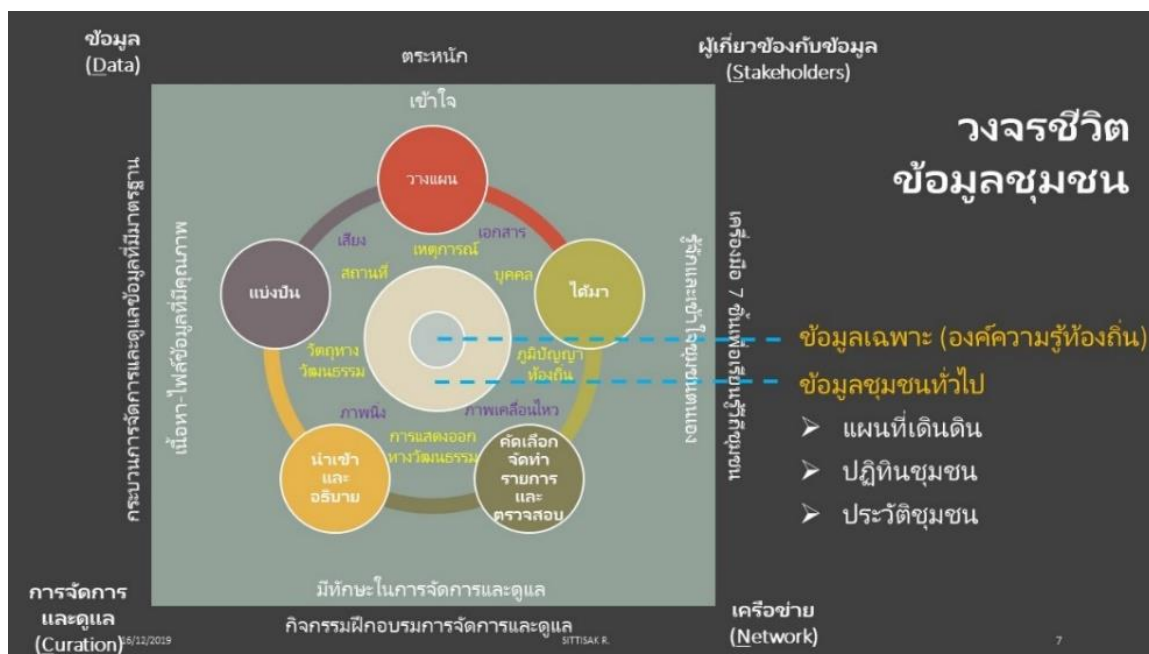 ข้อมูล
(Data)
ตระหนัก
ผู้เกี่ยวข้องกับข้อมูล
(Stakeholders)
วงจรชีวิต
ข้อมูลชุมชน
เข้าใจ
กระบวนการจัดการและดูแลข้อมูลที่มีมาตรฐาน
เนื้อหา-ไฟล์ข้อมูลที่มีคุณภาพ
วางแผน
เสียง
เอกสาร
เหตุการณ์
สถานที่
บุคคล
แบ่งปัน
ได้มา
วัตถุทาง
วัฒนธรรม
ภูมิปัญญา
ท้องถิ่น
ภาพนิ่ง
ภาพเคลื่อนไหว
การแสดงออก
ทางวัฒนธรรม
นำเข้า
และ
อธิบาย
คัดเลือก
จัดทำ
รายการ
และ
ตรวจสอบ
รู้จักและเข้าใจชุมชนตนเอง
เครื่องมือ 7 ชิ้นเพื่อเรียนรู้วิถีชุมชน
ข้อมูลเฉพาะ (องค์ความรู้ท้องถิ่น)
ข้อมูลชุมชนทั่วไป
➢ แผนที่เดินดิน
➢ ปฏิทินชุมชน
➢ ประวัติชุมชน
มีทักษะในการจัดการและดูแล
กิจกรรมฝึกอบรมการจัดการและดูแล
การจัดการ
และดูแล
(Curation)
16/12/2019
SITTISAK R.
เครือข่าย
(Network)
7